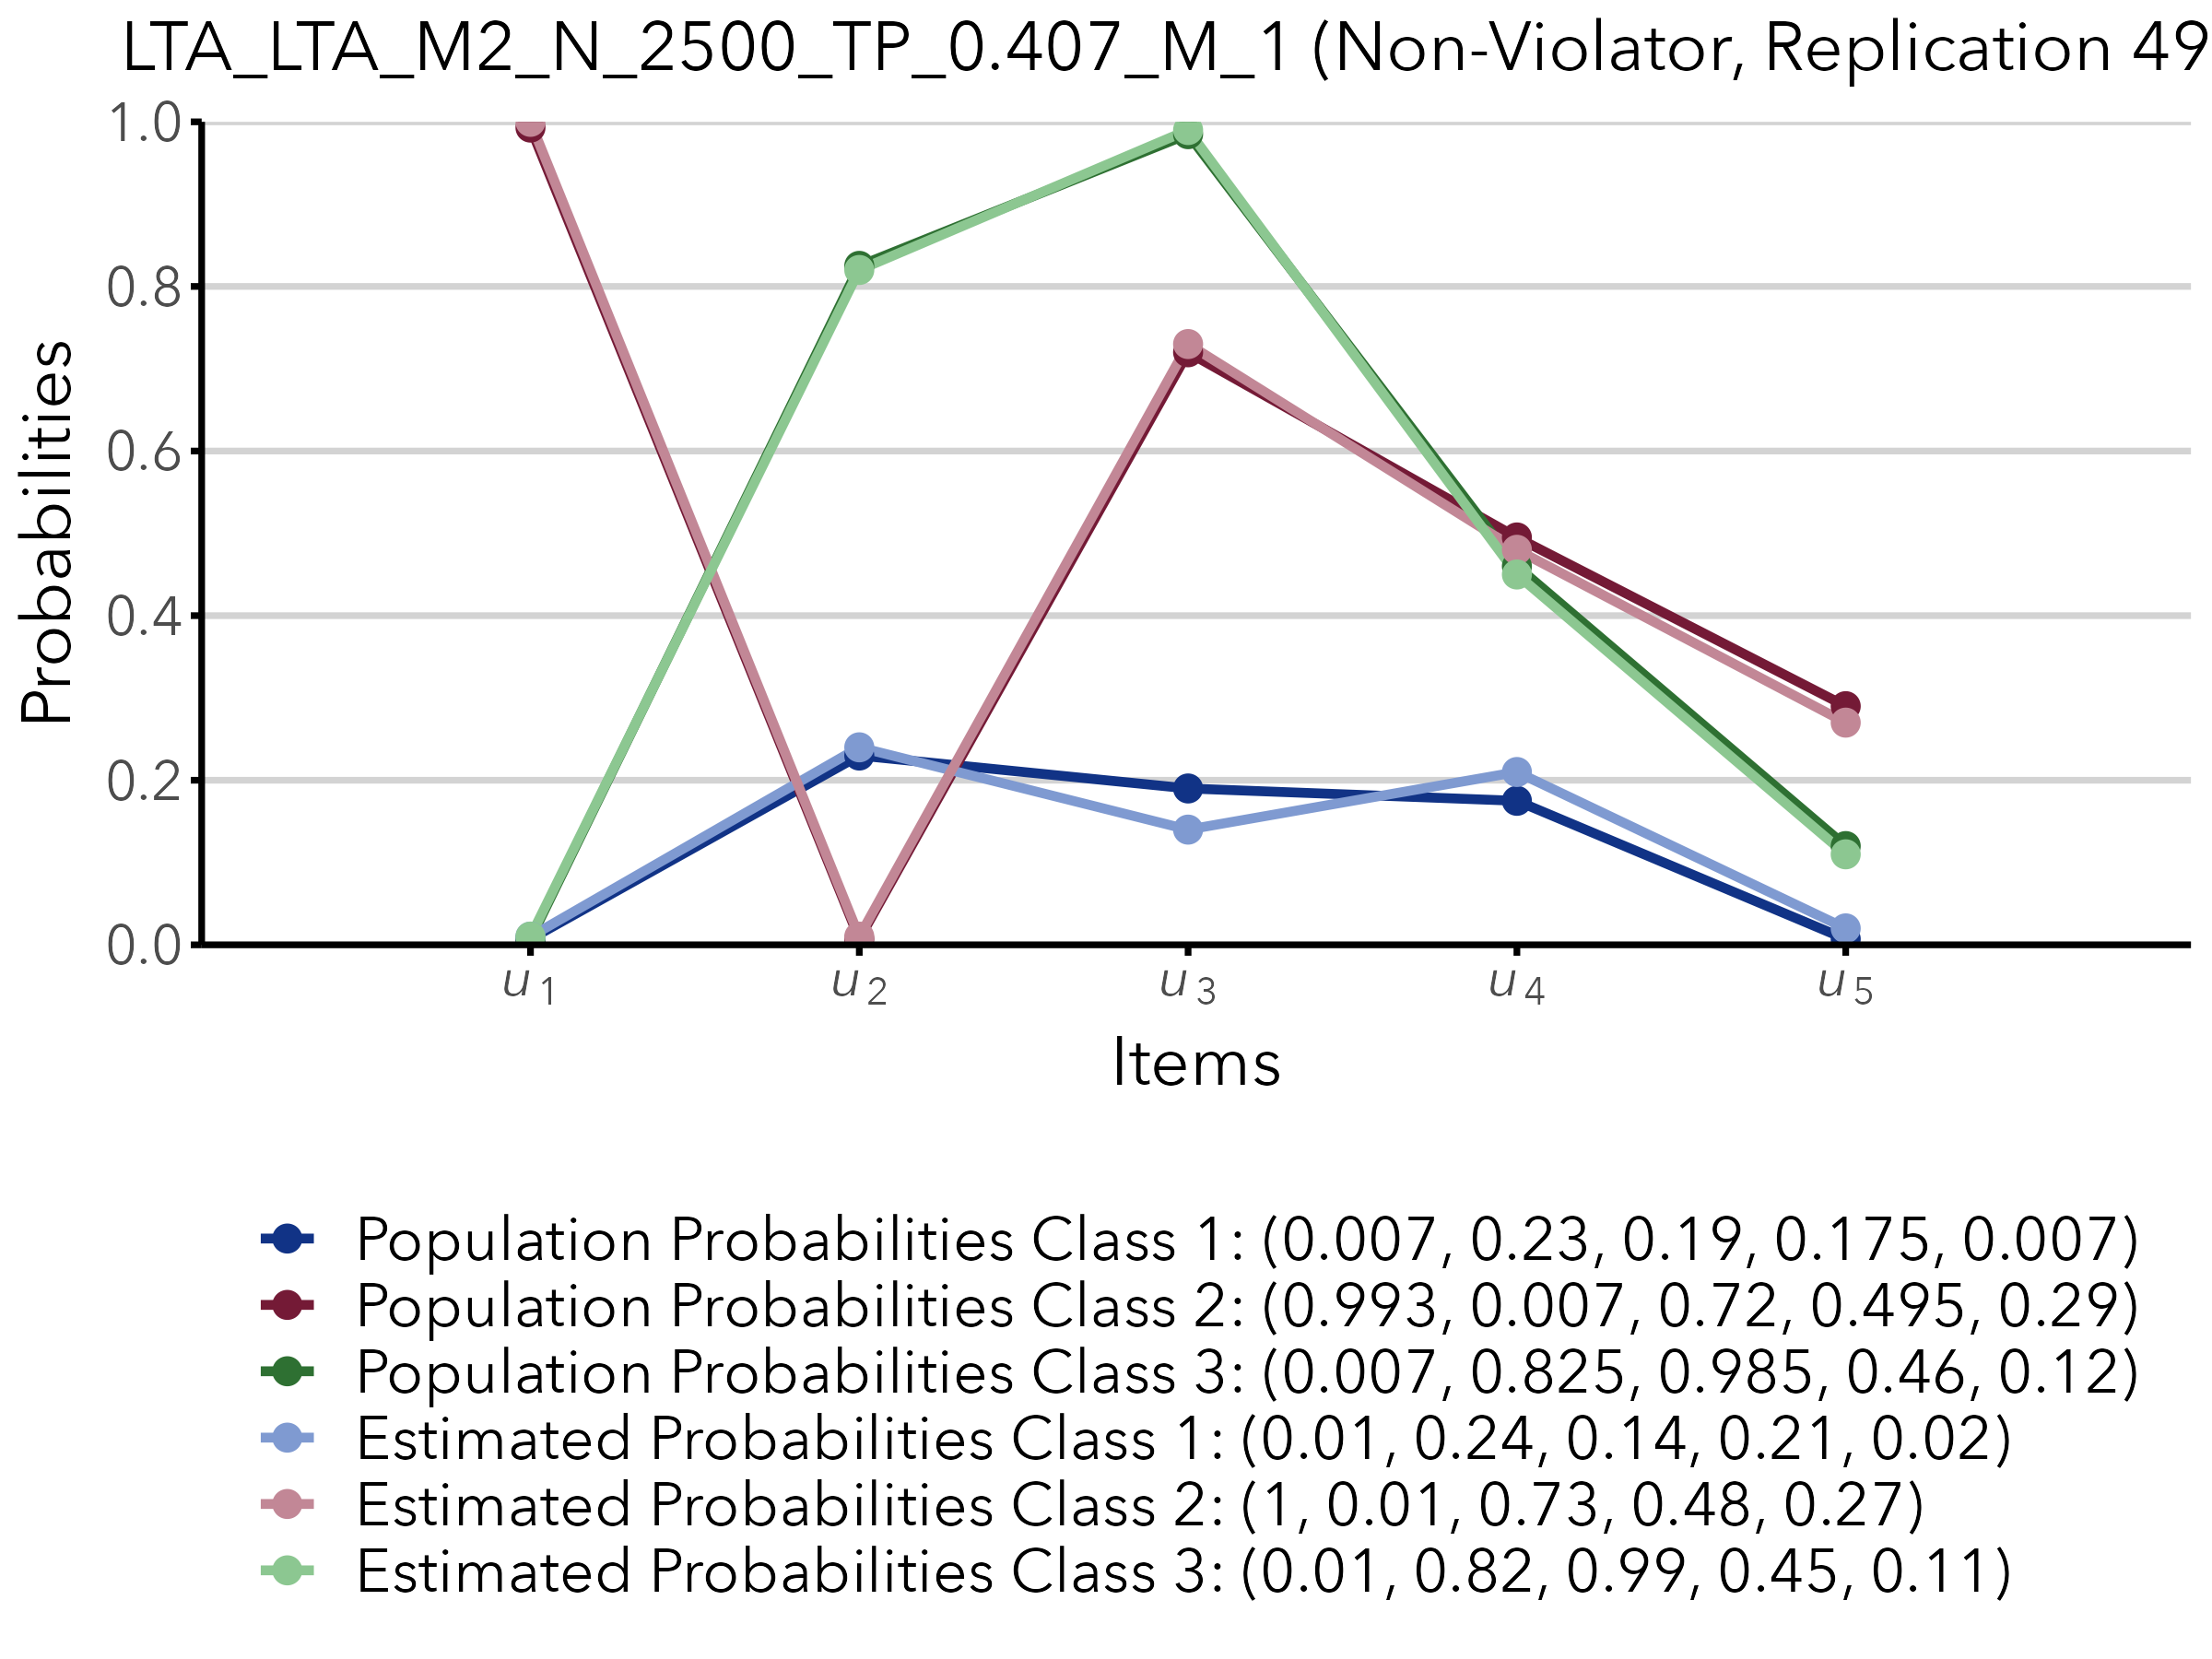 LTA_LTA_M2_N_2500_TP_0.407_M_1 (Non-Violator, Replication 49
Probabilities
1.0
0.8
0.6
0.4
0.2
0.0
u1 u2 u3 u4 u5
Items
Population Probabilities Class 1: (0.007, 0.23, 0.19, 0.175, 0.007)
Population Probabilities Class 2: (0.993, 0.007, 0.72, 0.495, 0.29)
Population Probabilities Class 3: (0.007, 0.825, 0.985, 0.46, 0.12)
Estimated Probabilities Class 1: (0.01, 0.24, 0.14, 0.21, 0.02)
Estimated Probabilities Class 2: (1, 0.01, 0.73, 0.48, 0.27)
Estimated Probabilities Class 3: (0.01, 0.82, 0.99, 0.45, 0.11)